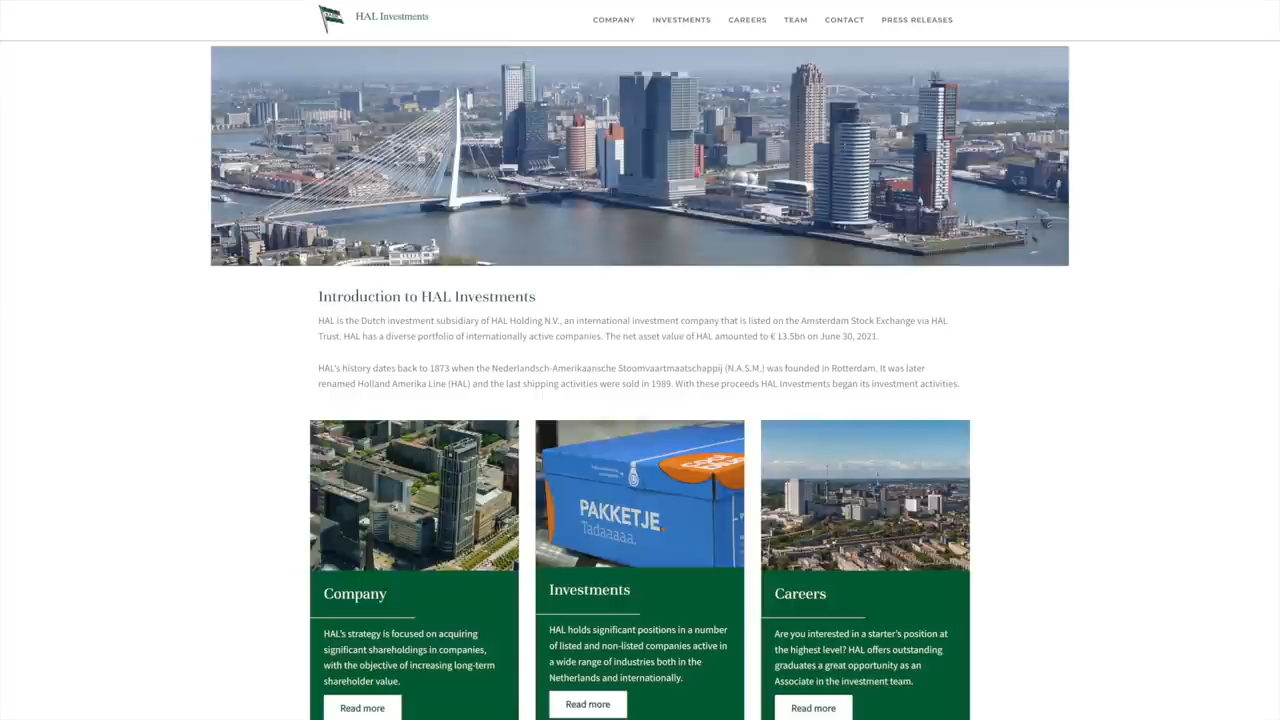 HAL Investments
COMPANY INVESTMENTS CAREERS TEAM CONTACT PRESS RELEASES
Introduction to HAL Investments
HAL is the Dutch investment subsidiary of HAL Holding N.V., an international investment company that is listed on the Amsterdam Stock Exchange via HAL
Trust. HAL has a diverse portfolio of internationally active companies. The net asset value of HAL amounted to € 13.5bn on June 30, 2021.
HAL's history dates back to 1873 when the Nederlandsch-Amerikaansche Stoomvaartmaatschappij (N.A.S.M.) was founded in Rotterdam. It was later
renamed Holland Amerika Line (HAL) and the last shipping activities were sold in 1989. With these proceeds HAL Investments began its investment activities.
PAKKETJE.
Tadaaaaa.
Company
HAL's strategy is focused on acquiring
significant shareholdings in companies,
with the objective of increasing long-term
shareholder value.
Read more
Investments
HAL holds significant positions in a number
of listed and non-listed companies active in
a wide range of industries both in the
Netherlands and internationally.
Read more
Careers
Are you interested in a starter's position at
the highest level? HAL offers outstanding
graduates a great opportunity as an
Associate in the investment team.
Read more